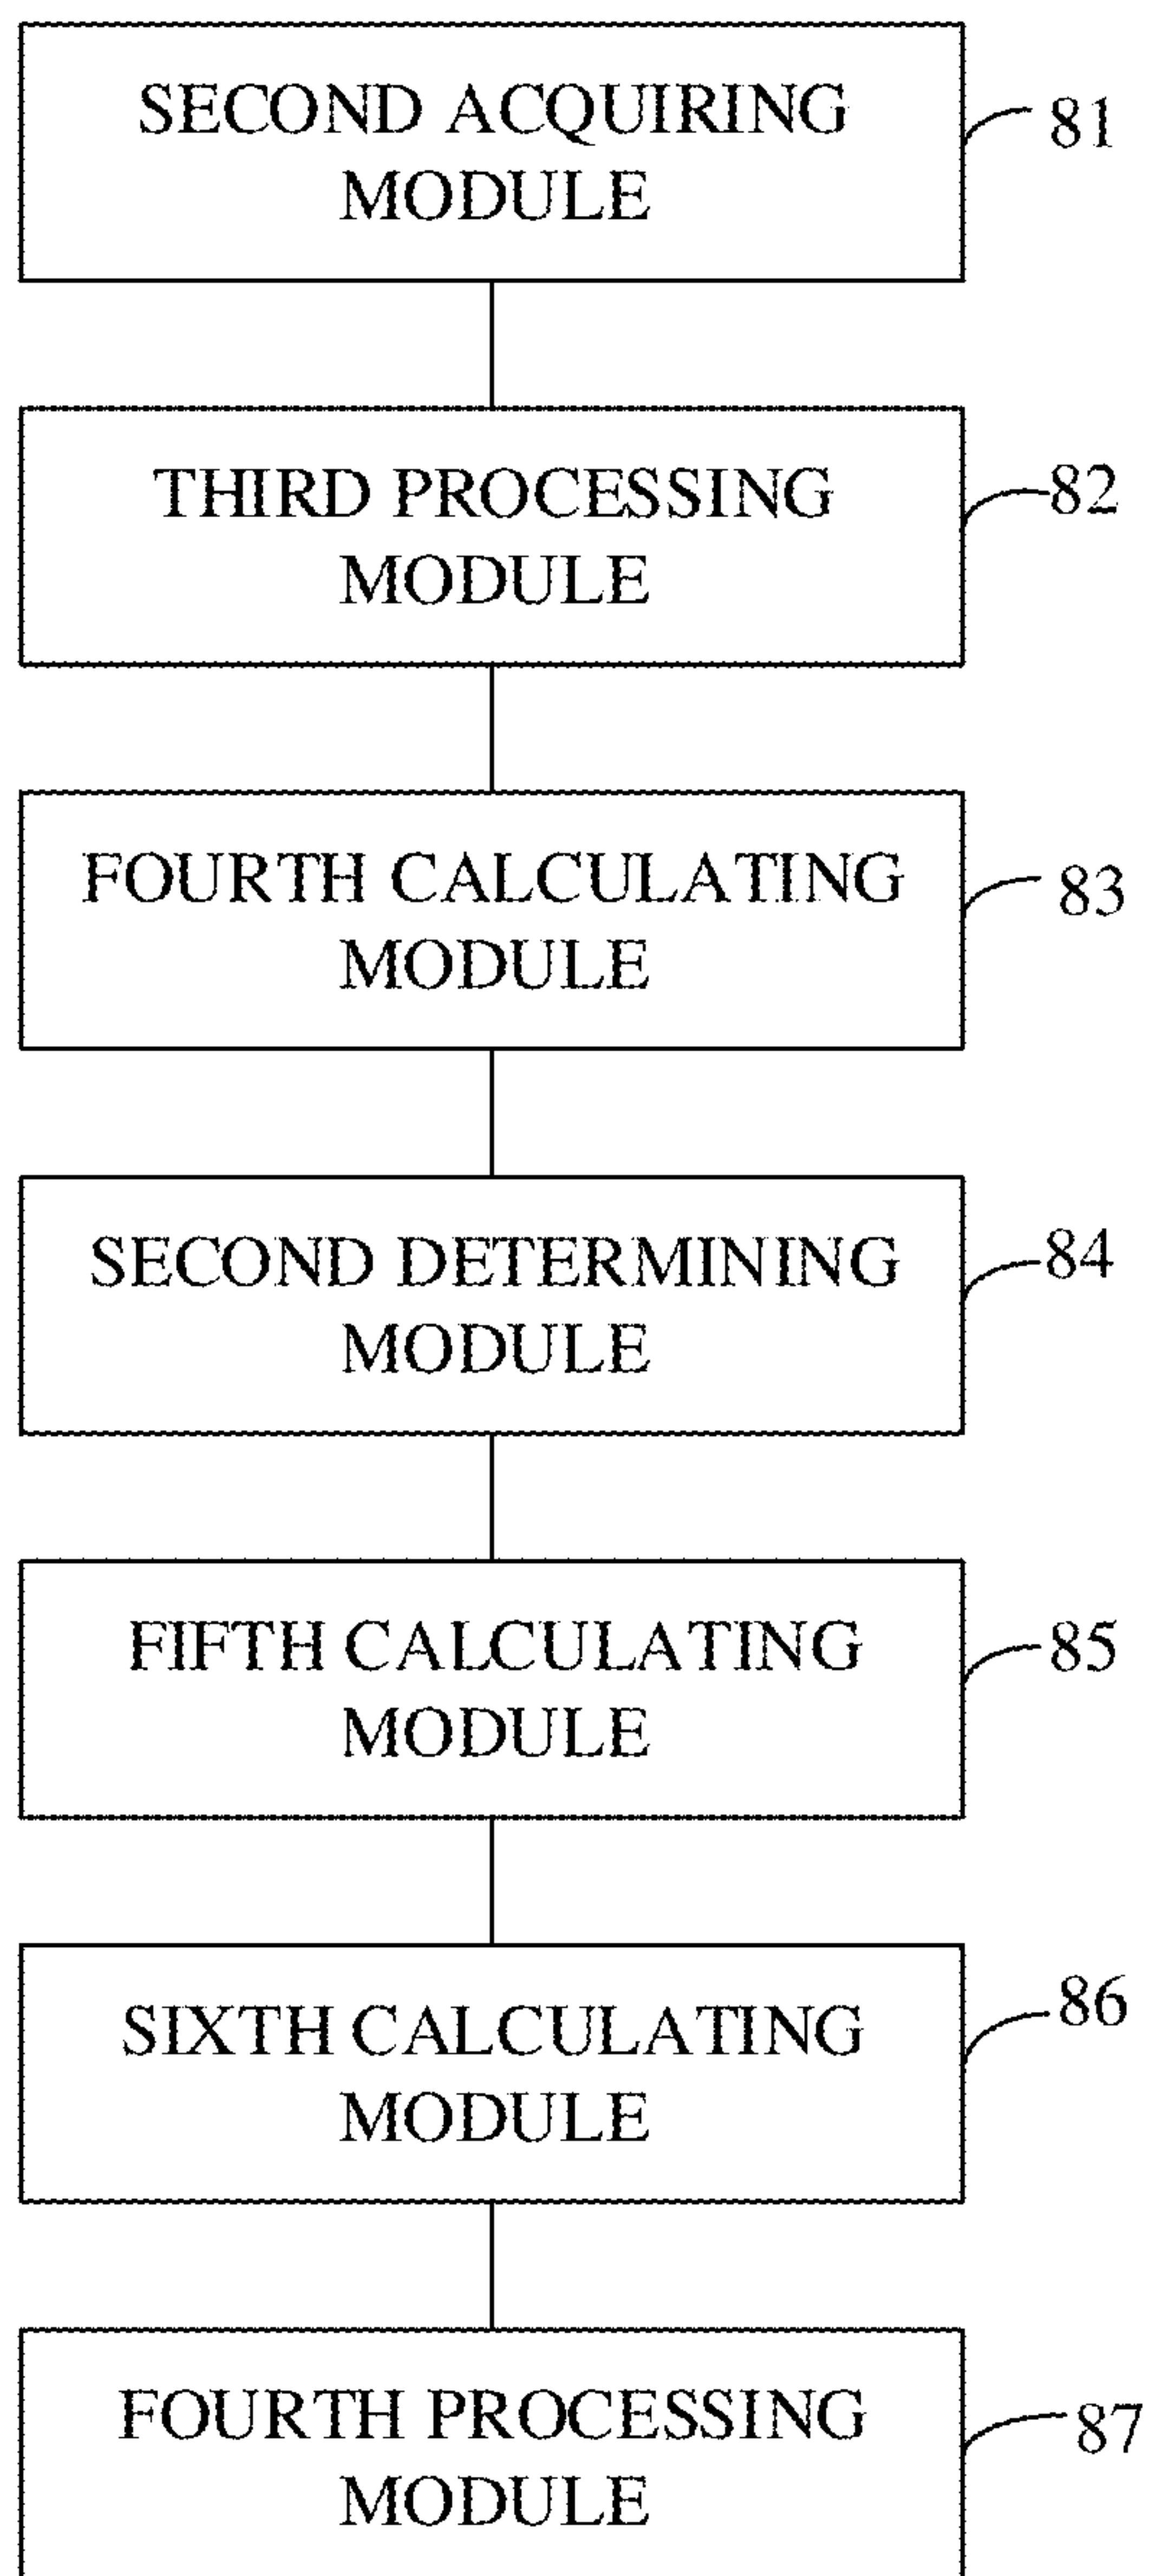 SECOND ACQUIRING
MODULE
81
THIRD PROCESSING
MODULE
82
FOURTH CALCULATING
MODULE
83
SECOND DETERMINING
MODULE
84
FIFTH CALCULATING
MODULE
85
SIXTH CALCULATING
MODULE
86
FOURTH PROCESSING
MODULE
87